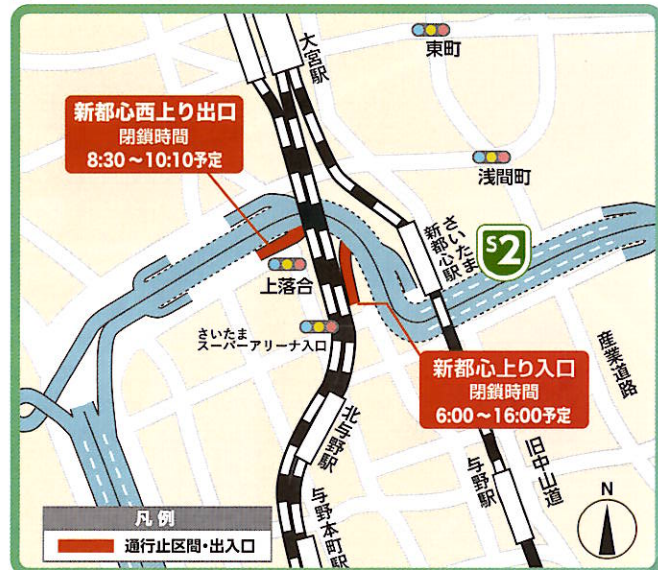 大宮駅
東町
新都心西上り出口
閉鎖時間
8:30～10:10予定
浅間町
さいたま
新都心駅
S2
上落合
さいたま
スーパーアリーナ入口
産業道路
新都心上り入口
閉鎖時間
6:00～16:00予定
北与野駅
旧中山道
与野駅
与野本町駅
凡例
通行止区間・出入口
N